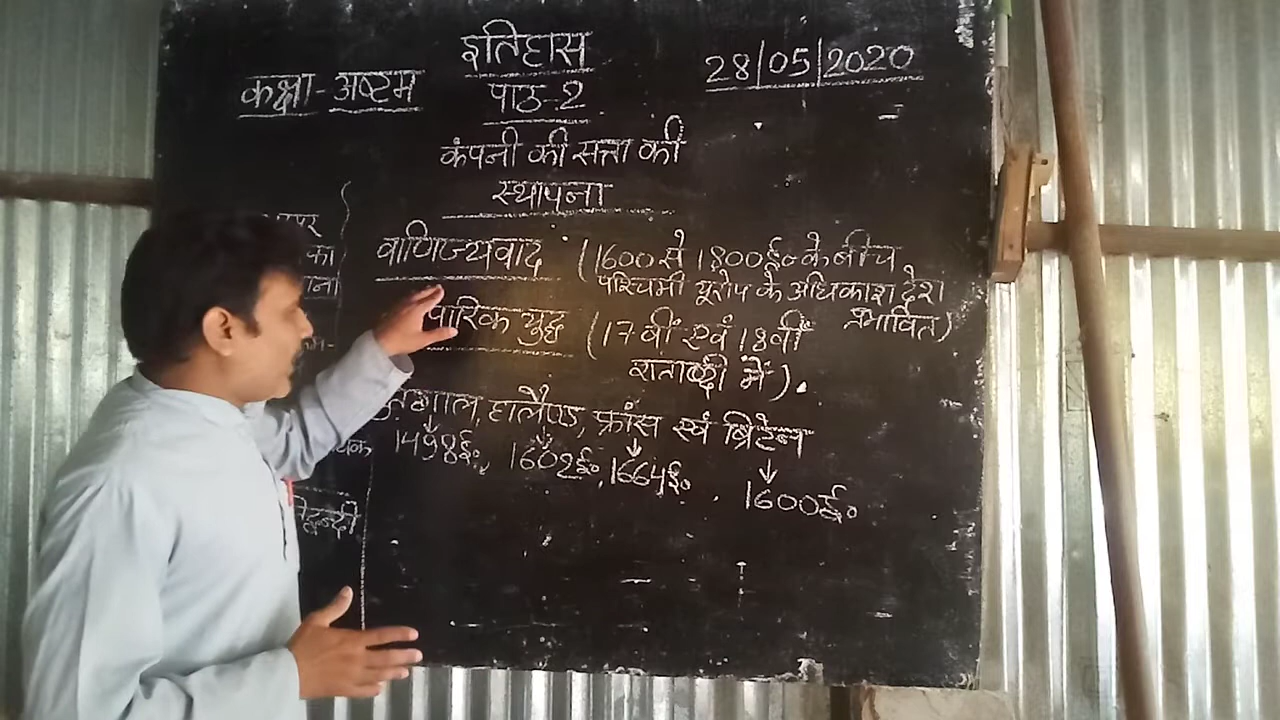 इतिहास
28/05/2020
कक्षा-अष्टम
पाठ-2
कंपनी की सत्ता की
स्थापना
का
वाणिज्यवाद (1600 से 1800ई० के बीच
पश्चिमी यूरोप के अधिकाश देश
प्रभावित)
पारिक युद्ध (17वीं एवं 18वीं
शताब्दी में).
हालैण्ड, फ्रांस एवं ब्रिटेन
1498ई०, 1602ई०, 1664ई०. 1600ई०